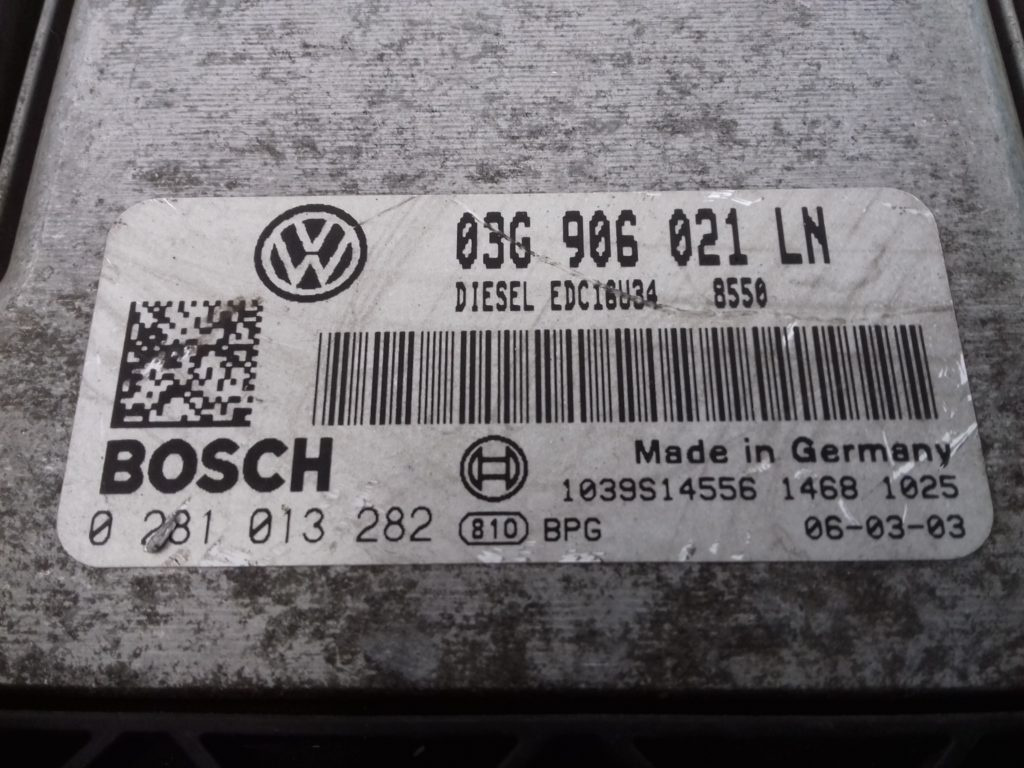 03G 906 021 LN
DIESEL EDC16U34 8550
BOSCH
Made in Germany
1039S14556 1468 1025
0 281 013 282 810 BPG 06-03-03